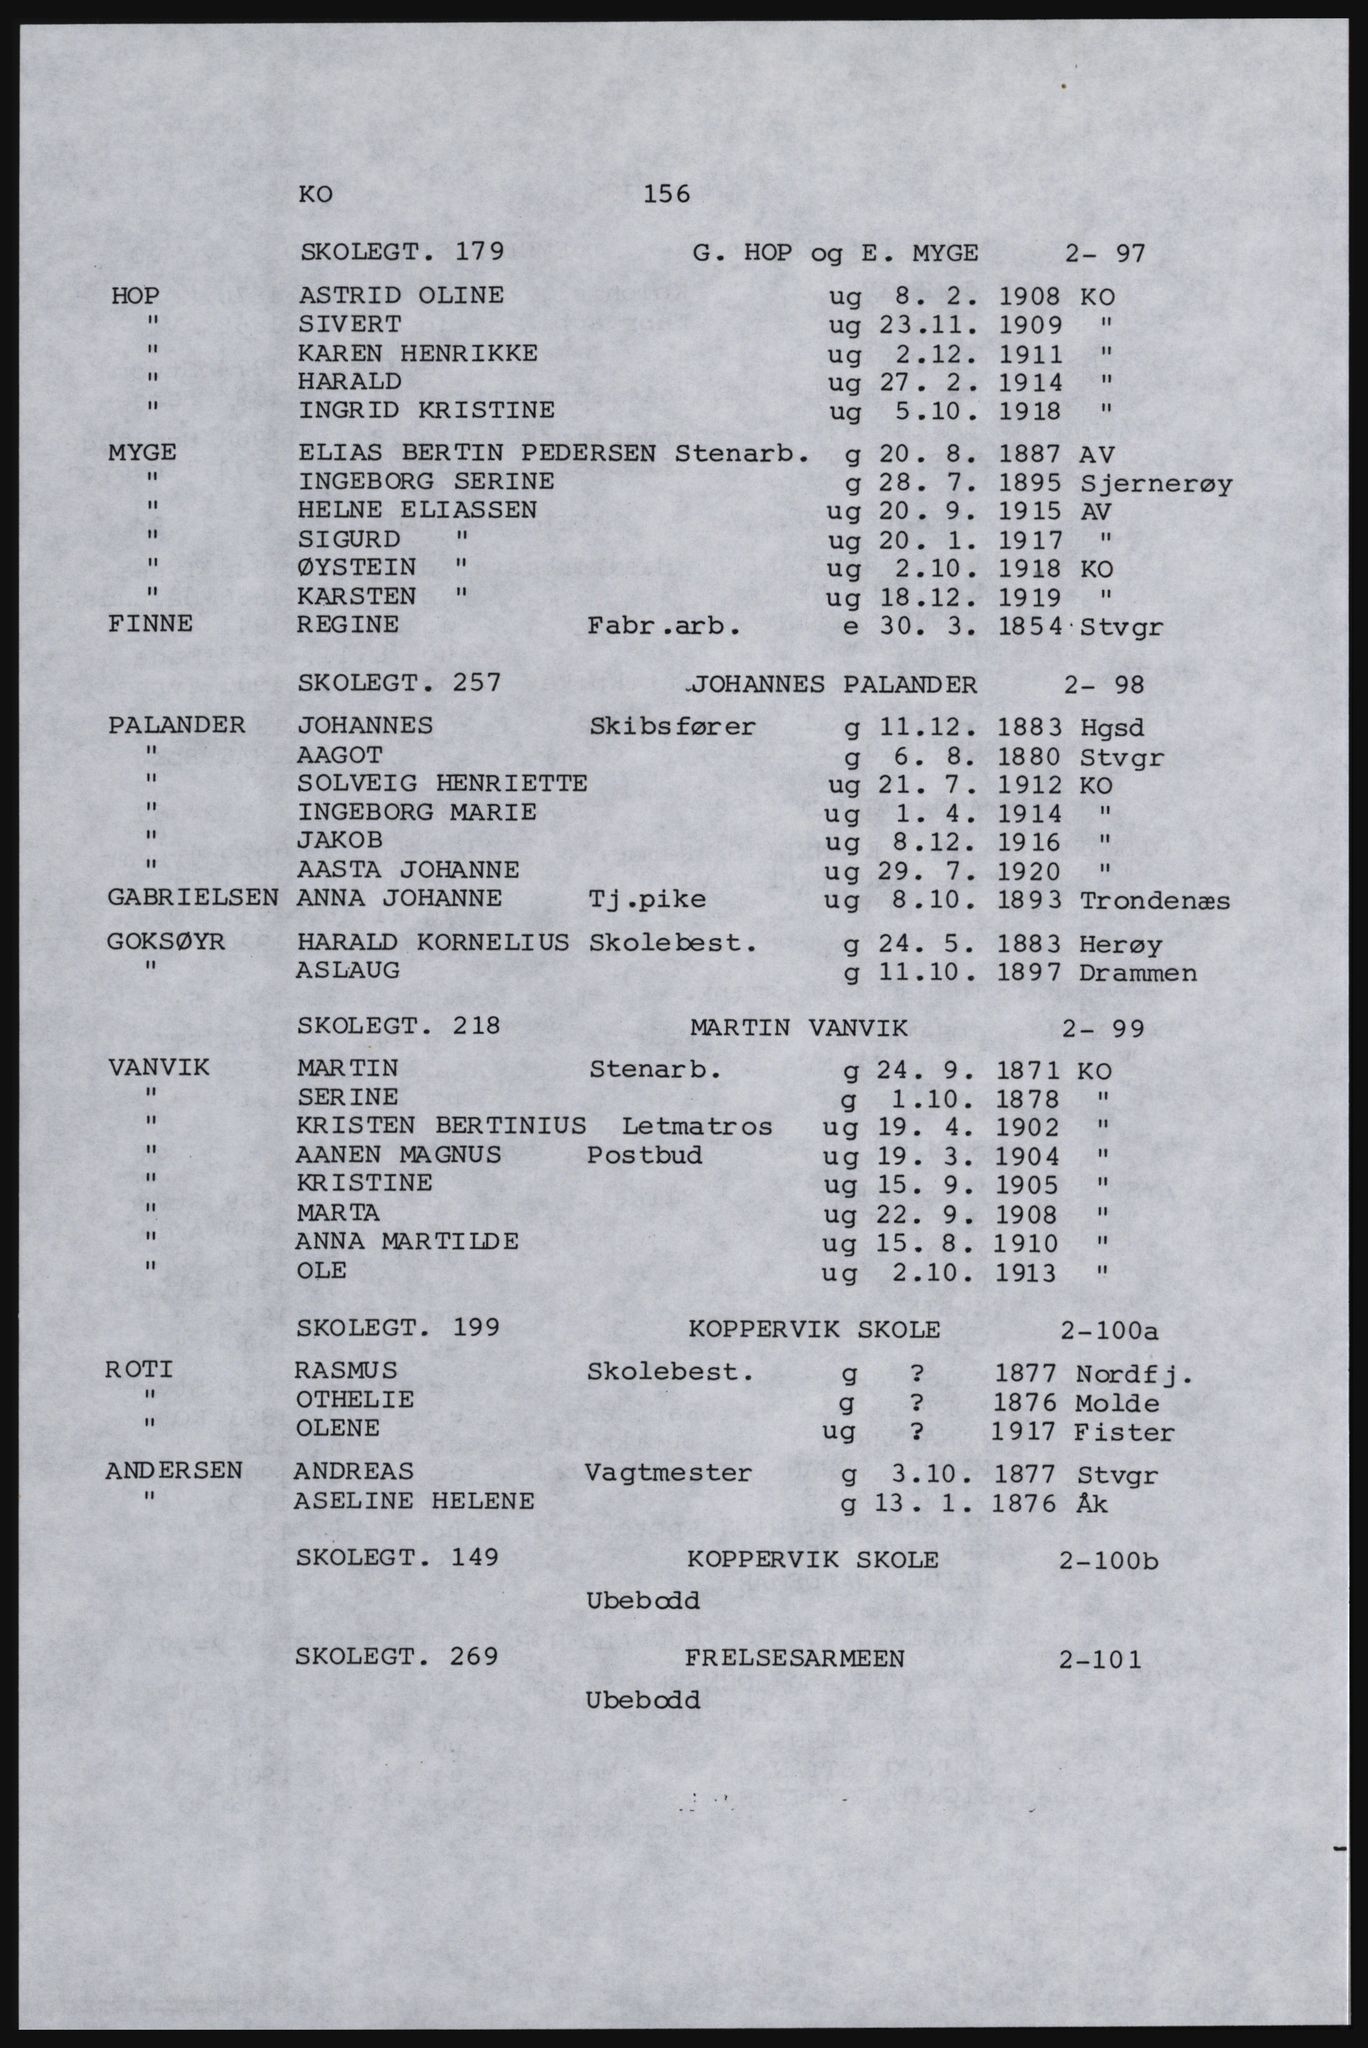 KO 156
SKOLEGT. 179 G. HOP og E. MYGE 2- 97
HOP ASTRID OLINE ug 8. 2. 1908 KO
" SIVERT ug 23.11. 1909 "
" KAREN HENRIKKE ug 2.12. 1911 "
" HARALD ug 27. 2. 1914 "
" INGRID KRISTINE ug 5.10. 1918 "
MYGE ELIAS BERTIN PEDERSEN Stenarb. g 20. 8. 1887 AV
" INGEBORG SERINE g 28. 7. 1895 Sjernerøy
" HELNE ELIASSEN ug 20. 9. 1915 AV
" SIGURD " ug 20. 1. 1917 "
" ØYSTEIN " ug 2.10. 1918 KO
" KARSTEN " ug 18.12. 1919 "
FINNE REGINE Fabr.arb. e 30. 3. 1854 Stvgr
SKOLEGT. 257 JOHANNES PALANDER 2- 98
PALANDER JOHANNES Skibsfører g 11.12. 1883 Hgsd
" AAGOT g 6. 8. 1880 Stvgr
" SOLVEIG HENRIETTE ug 21. 7. 1912 KO
" INGEBORG MARIE ug 1. 4. 1914 "
" JAKOB ug 8.12. 1916 "
" AASTA JOHANNE ug 29. 7. 1920 "
GABRIELSEN ANNA JOHANNE Tj.pike ug 8.10. 1893 Trondenæs
GOKSØYR HARALD KORNELIUS Skolebest. g 24. 5. 1883 Herøy
" ASLAUG g 11.10. 1897 Drammen
SKOLEGT. 218 MARTIN VANVIK 2- 99
VANVIK MARTIN Stenarb. g 24. 9. 1871 KO
" SERINE g 1.10. 1878 "
" KRISTEN BERTINIUS Letmatros ug 19. 4. 1902 "
" AANEN MAGNUS Postbud ug 19. 3. 1904 "
" KRISTINE ug 15. 9. 1905 "
" MARTA ug 22. 9. 1908 "
" ANNA MARTILDE ug 15. 8. 1910 "
" OLE ug 2.10. 1913 "
SKOLEGT. 199 KOPPERVIK SKOLE 2-100a
ROTI RASMUS Skolebest. g ? 1877 Nordfj.
" OTHELIE g ? 1876 Molde
" OLENE ug ? 1917 Fister
ANDERSEN ANDREAS Vagtmester g 3.10. 1877 Stvgr
" ASELINE HELENE g 13. 1. 1876 Åk
SKOLEGT. 149 KOPPERVIK SKOLE 2-100b
Ubebodd
SKOLEGT. 269 FRELSESARMEEN 2-101
Ubebodd